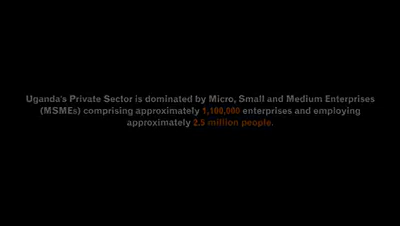 Uganda's Private Sector is dominated by Micro, Small and Medium Enterprises
(MSMEs) comprising approximately 1,100,000 enterprises and employing
approximately 2.5 million people.